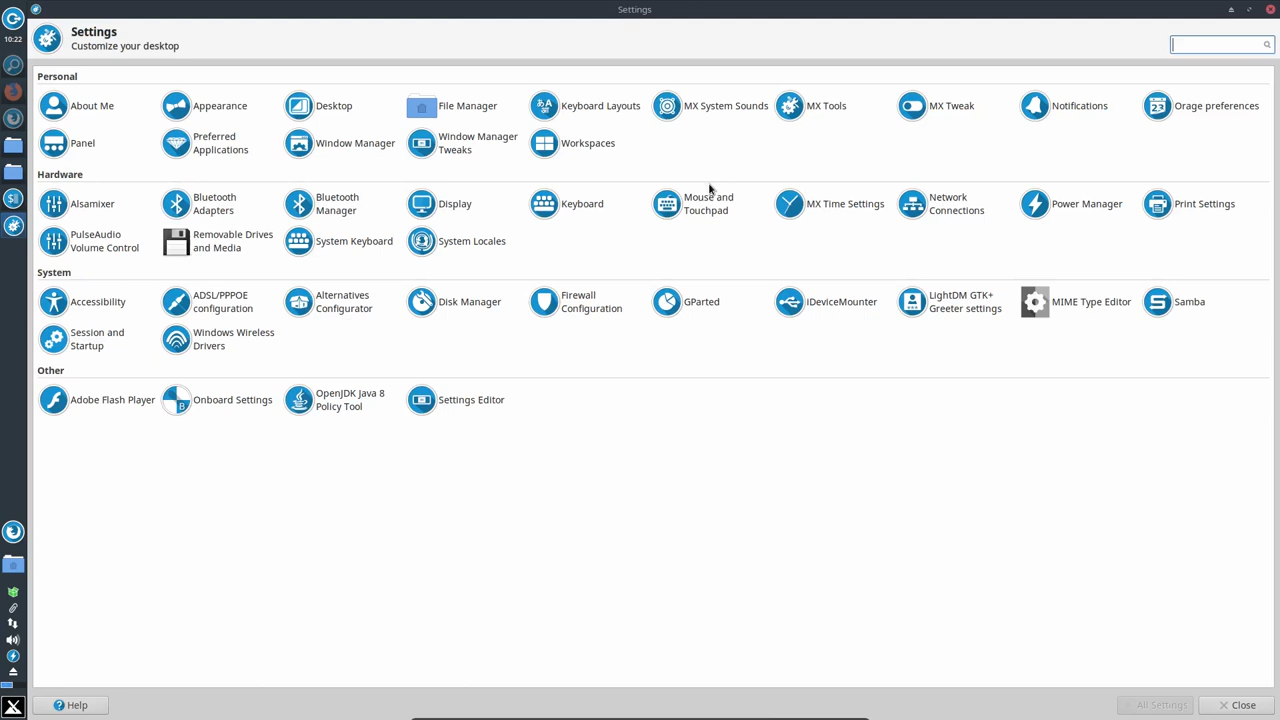 Settings
10:22
Settings
Customize your desktop
Personal
About Me
Appearance
Desktop
File Manager
Keyboard Layouts
MX System Sounds
MX Tools
MX Tweak
Notifications
Orage preferences
Panel
Preferred
Applications
Window Manager
Window Manager
Tweaks
Workspaces
Hardware
Alsamixer
Bluetooth
Adapters
Bluetooth
Manager
Display
Keyboard
Mouse and
Touchpad
MX Time Settings
Network
Connections
Power Manager
Print Settings
PulseAudio
Volume Control
Removable Drives
and Media
System Keyboard
System Locales
System
Accessibility
ADSL/PPPOE
configuration
Alternatives
Configurator
Disk Manager
Firewall
Configuration
GParted
iDeviceMounter
LightDM GTK+
Greeter settings
MIME Type Editor
Samba
Session and
Startup
Windows Wireless
Drivers
Other
Adobe Flash Player
Onboard Settings
OpenJDK Java 8
Policy Tool
Settings Editor
Help
All Settings
Close